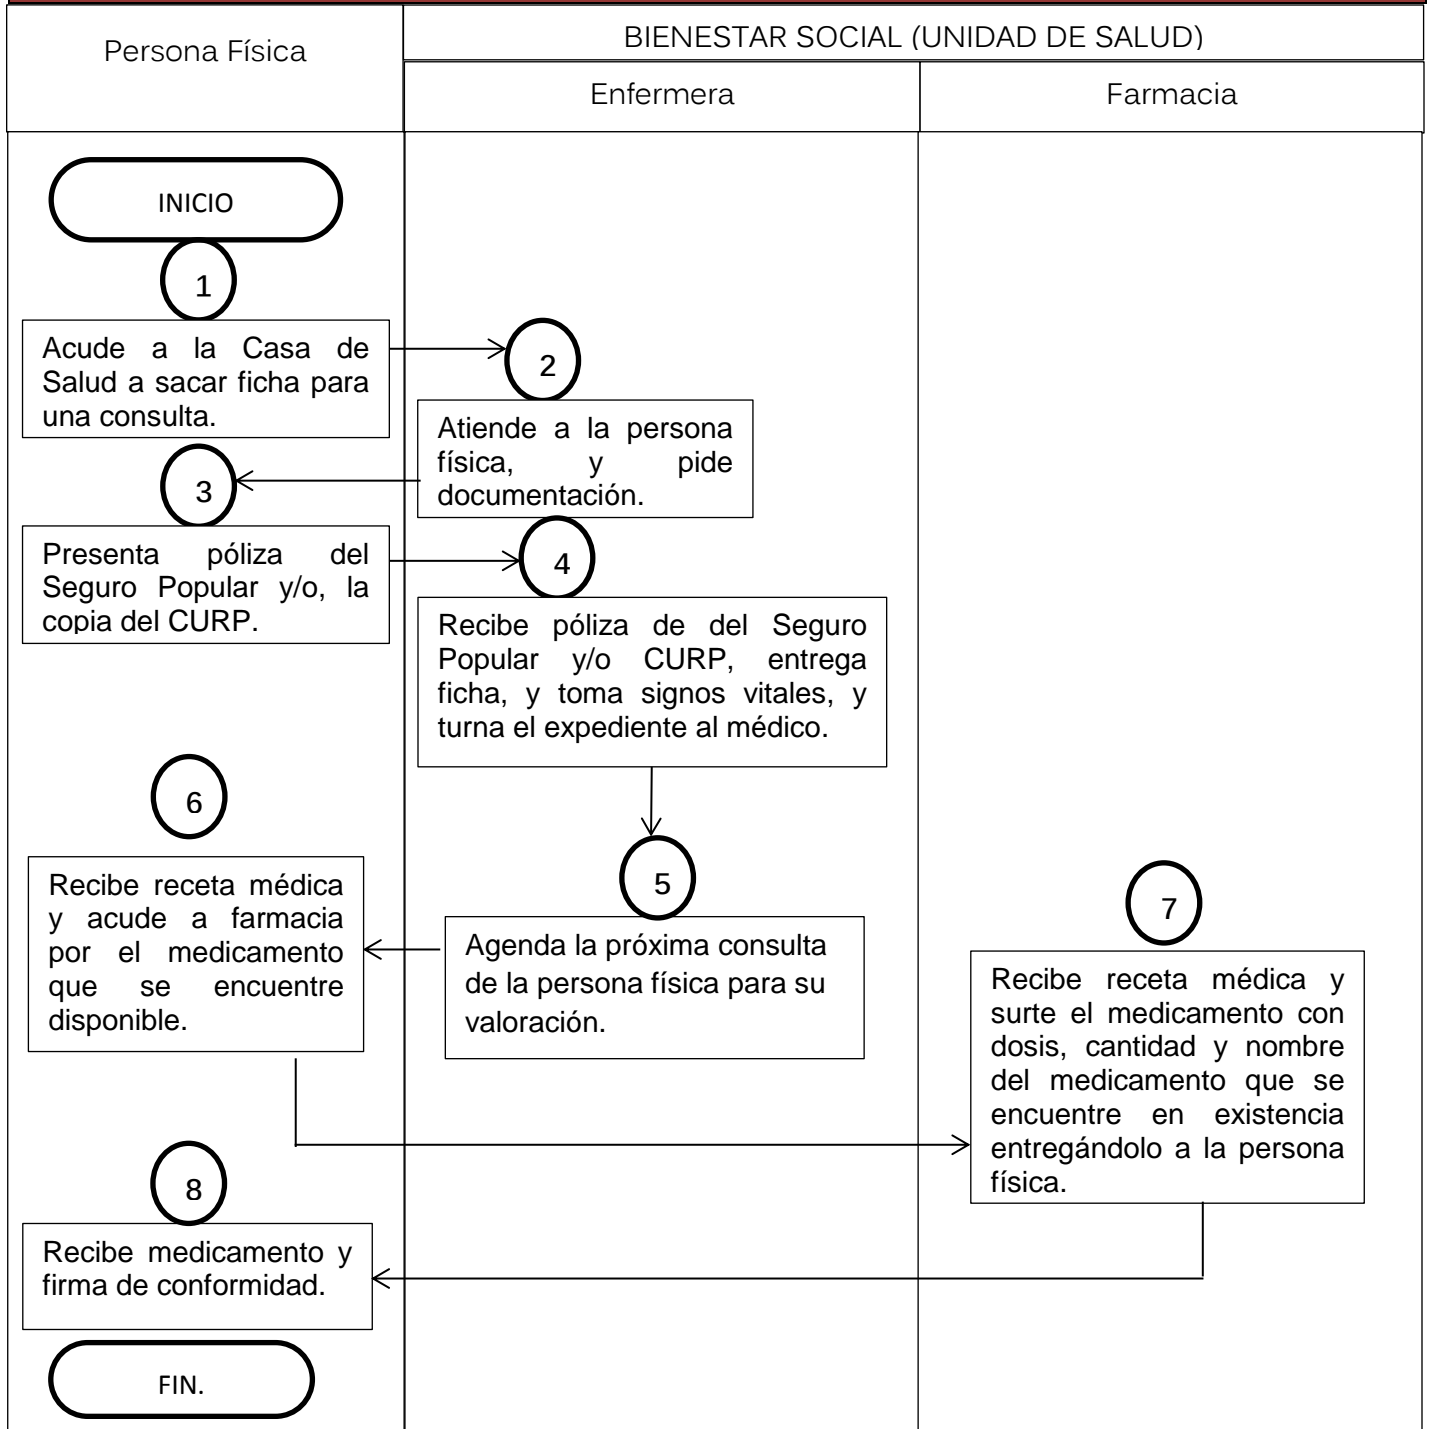 Persona Física
BIENESTAR SOCIAL (UNIDAD DE SALUD)
Enfermera
Farmacia
INICIO
1
Acude a la Casa de
Salud a sacar ficha para
una consulta.
2
Atiende a la persona
física, y pide
documentación.
3
Presenta póliza del
Seguro Popular y/o, la
copia del CURP.
4
Recibe póliza de del Seguro
Popular y/o CURP, entrega
ficha, y toma signos vitales, y
turna el expediente al médico.
5
Agenda la próxima consulta
de la persona física para su
valoración.
6
Recibe receta médica
y acude a farmacia
por el medicamento
que se encuentre
disponible.
7
Recibe receta médica y
surte el medicamento con
dosis, cantidad y nombre
del medicamento que se
encuentre en existencia
entregándolo a la persona
física.
8
Recibe medicamento y
firma de conformidad.
FIN.